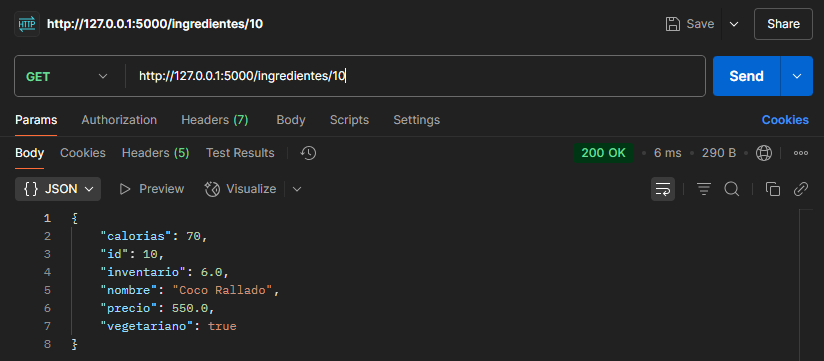 HTTP http://127.0.0.1:5000/ingredientes/10 Save Share
GET http://127.0.0.1:5000/ingredientes/10 Send
Params Authorization Headers (7) Body Scripts Settings Cookies
Body Cookies Headers (5) Test Results 200 OK • 6 ms • 290 B
{} JSON Preview Visualize
1 {
2 "calorias": 70,
3 "id": 10,
4 "inventario": 6.0,
5 "nombre": "Coco Rallado",
6 "precio": 550.0,
7 "vegetariano": true
8 }